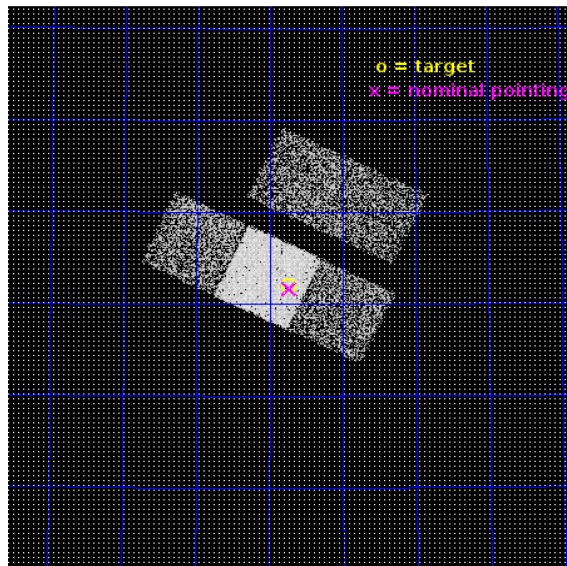 o = target
x = nominal pointing